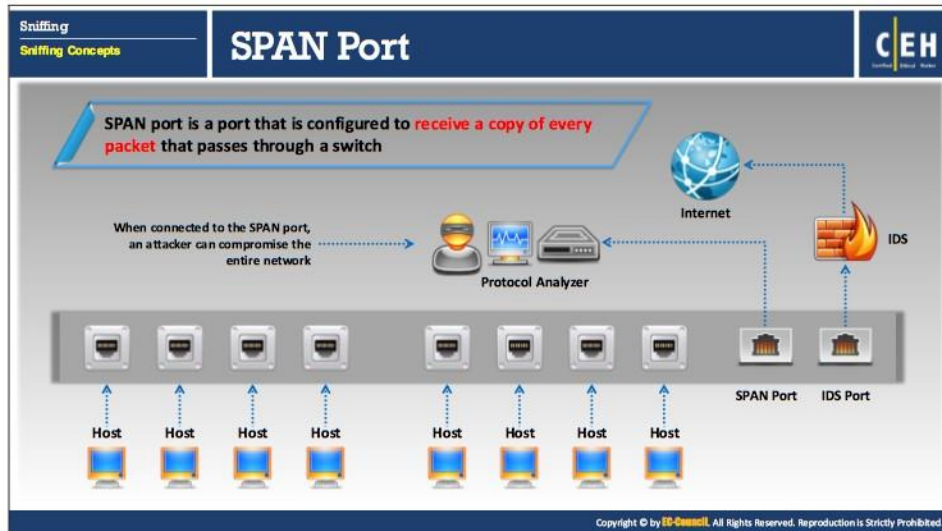 Sniffing
Sniffing Concepts
SPAN Port
C|EH
Certified Ethical Hacker
SPAN port is a port that is configured to receive a copy of every
packet that passes through a switch
Internet
When connected to the SPAN port,
an attacker can compromise the
entire network
IDS
Protocol Analyzer
SPAN Port
IDS Port
Host
Host
Host
Host
Host
Host
Host
Host
Copyright © by EC-Council. All Rights Reserved. Reproduction is Strictly Prohibited